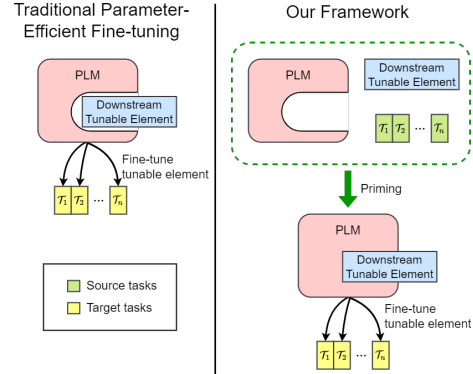 Traditional Parameter-
Efficient Fine-tuning
PLM
Downstream
Tunable Element
Fine-tune
tunable element
𝒯1 𝒯2 ... 𝒯n
Source tasks
Target tasks
Our Framework
PLM
Downstream
Tunable Element
𝒯1 𝒯2 ... 𝒯n
Priming
PLM
Downstream
Tunable Element
Fine-tune
tunable element
𝒯1 𝒯2 ... 𝒯n